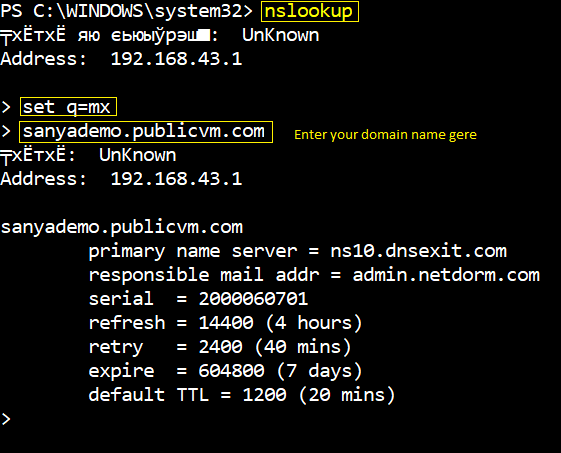 PS C:\WINDOWS\system32> nslookup
╤хЁтхЁ яю єьюыўрэш■:  UnKnown
Address:  192.168.43.1
> set q=mx
> sanyademo.publicvm.com Enter your domain name gere
╤хЁтхЁ:  UnKnown
Address:  192.168.43.1
sanyademo.publicvm.com
primary name server = ns10.dnsexit.com
responsible mail addr = admin.netdorm.com
serial  = 2000060701
refresh = 14400 (4 hours)
retry   = 2400 (40 mins)
expire  = 604800 (7 days)
default TTL = 1200 (20 mins)
>